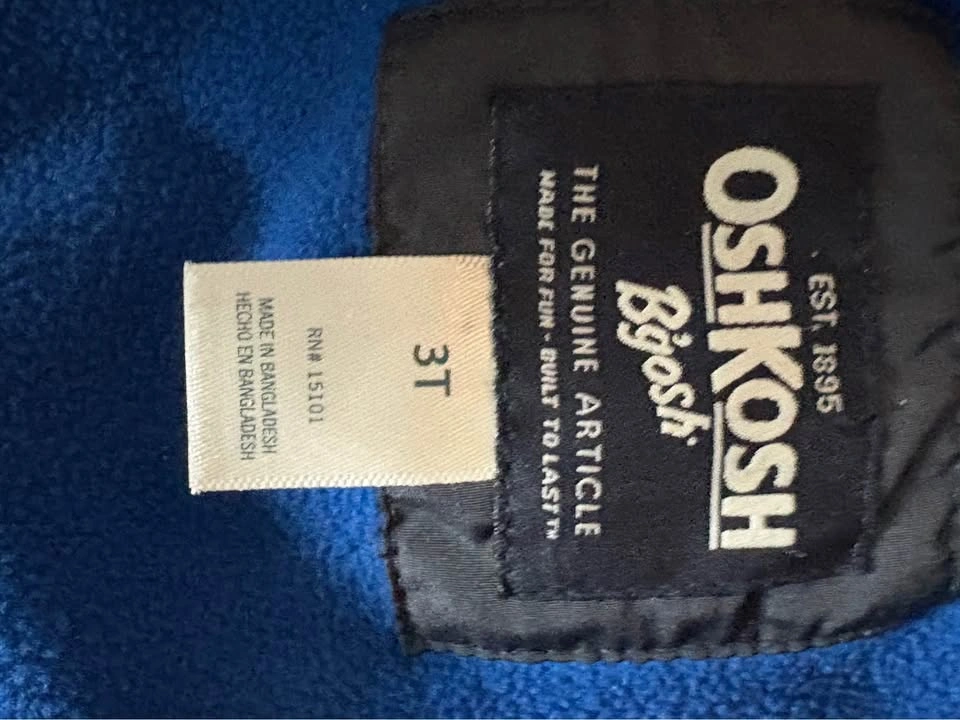 EST. 1895
OSHKOSH
B'gosh
THE GENUINE ARTICLE
MADE FOR FUN - BUILT TO LAST™
3T
RN# 15101
MADE IN BANGLADESH
HECHO EN BANGLADESH